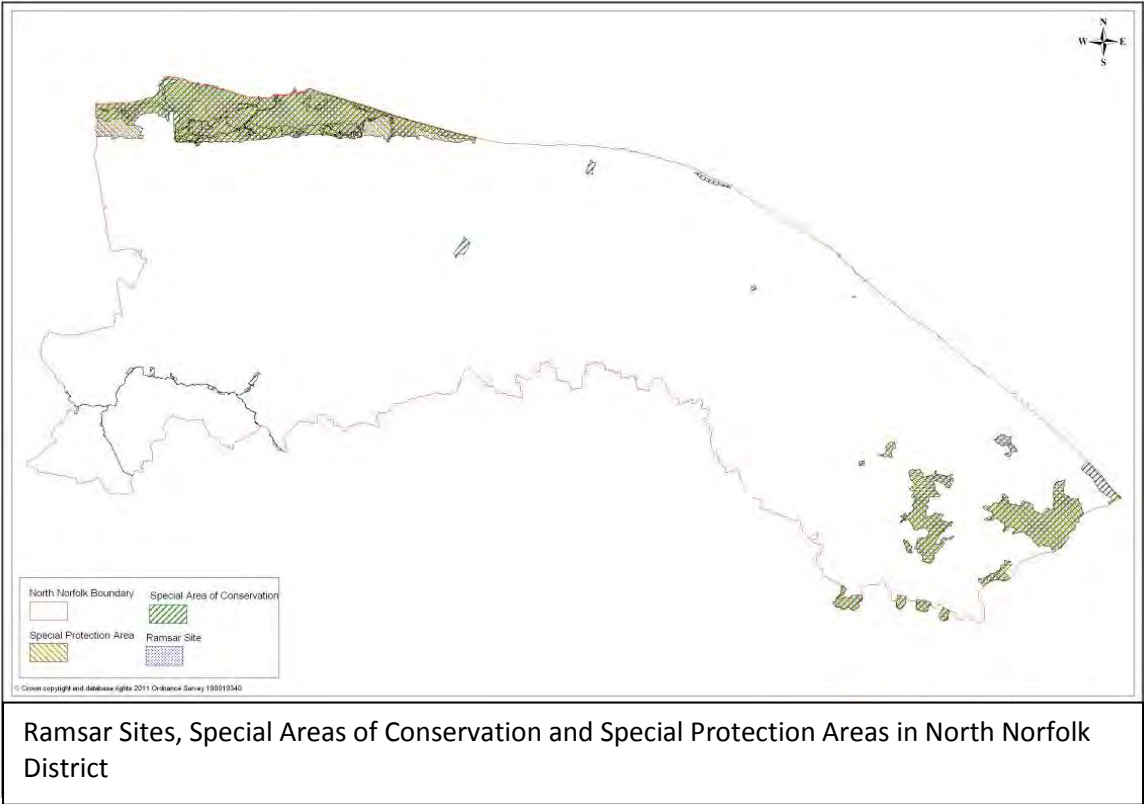 N
W E
S
North Norfolk Boundary
Special Area of Conservation
Special Protection Area
Ramsar Site
© Crown copyright and database rights 2011 Ordnance Survey 100019340
Ramsar Sites, Special Areas of Conservation and Special Protection Areas in North Norfolk
District